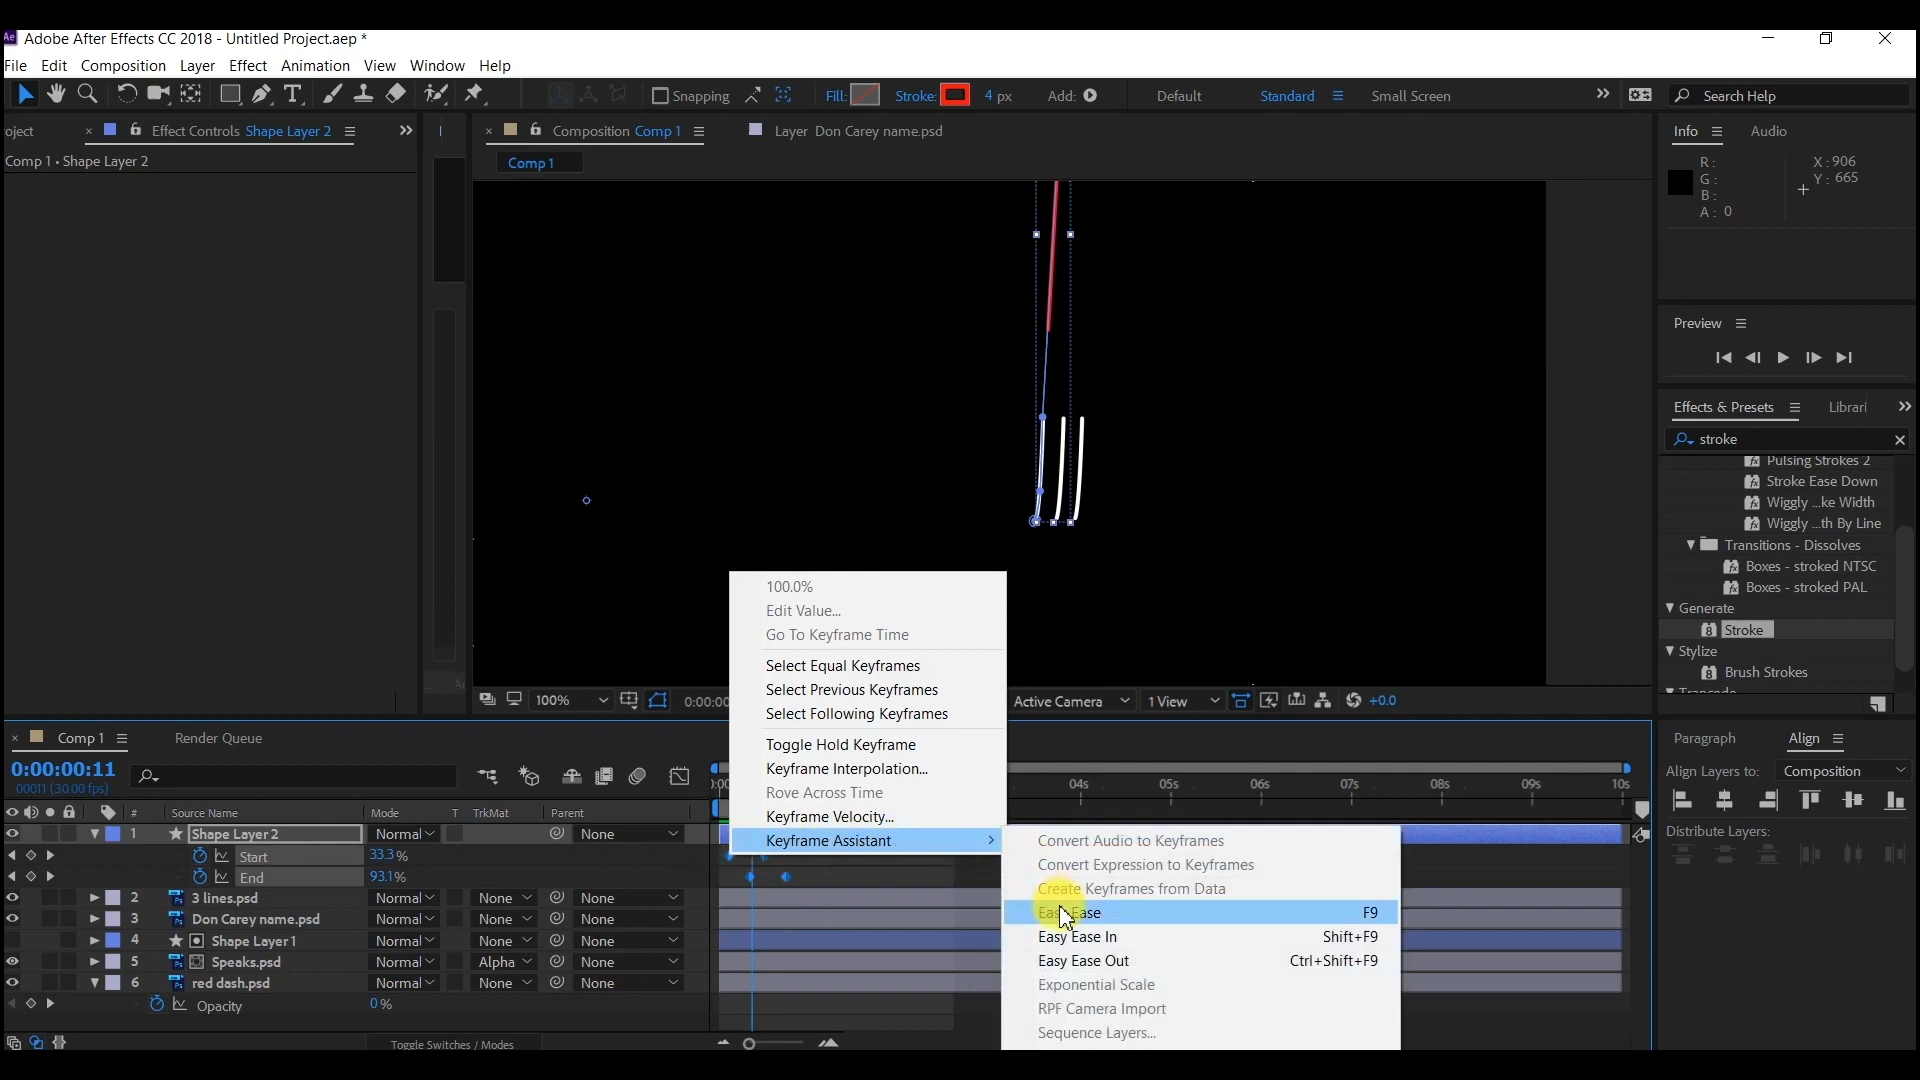 Ae Adobe After Effects CC 2018 - Untitled Project.aep *
File Edit Composition Layer Effect Animation View Window Help
Snapping Fill: Stroke: 4 px Add: Default Standard Small Screen Search Help
oject × Effect Controls Shape Layer 2 × Composition Comp 1 Layer Don Carey name.psd Info Audio
Comp 1 • Shape Layer 2
Comp 1
R: X: 906
G: Y: 665
B:
A: 0
Preview
Effects & Presets Librari
stroke
Pulsing Strokes 2
Stroke Ease Down
Wiggly ...ke Width
Wiggly ...th By Line
Transitions - Dissolves
Boxes - stroked NTSC
Boxes - stroked PAL
Generate
8 Stroke
Stylize
8 Brush Strokes
100% 0:00:00 Active Camera 1 View +0.0
100.0%
Edit Value...
Go To Keyframe Time
Select Equal Keyframes
Select Previous Keyframes
Select Following Keyframes
Toggle Hold Keyframe
Keyframe Interpolation...
Rove Across Time
Keyframe Velocity...
Keyframe Assistant
Convert Audio to Keyframes
Convert Expression to Keyframes
Create Keyframes from Data
Easy Ease F9
Easy Ease In Shift+F9
Easy Ease Out Ctrl+Shift+F9
Exponential Scale
RPF Camera Import
Sequence Layers...
× Comp 1 Render Queue
0:00:00:11
00011 (30.00 fps)
04s 05s 06s 07s 08s 09s 10s
# Source Name Mode T TrkMat Parent
1 Shape Layer 2 Normal None
Start 33.3%
End 93.1%
2 3 lines.psd Normal None None
3 Don Carey name.psd Normal None None
4 Shape Layer 1 Normal None None
5 Speaks.psd Normal Alpha None
6 red dash.psd Normal None None
Opacity 0%
Toggle Switches / Modes
Paragraph Align
Align Layers to: Composition
Distribute Layers: